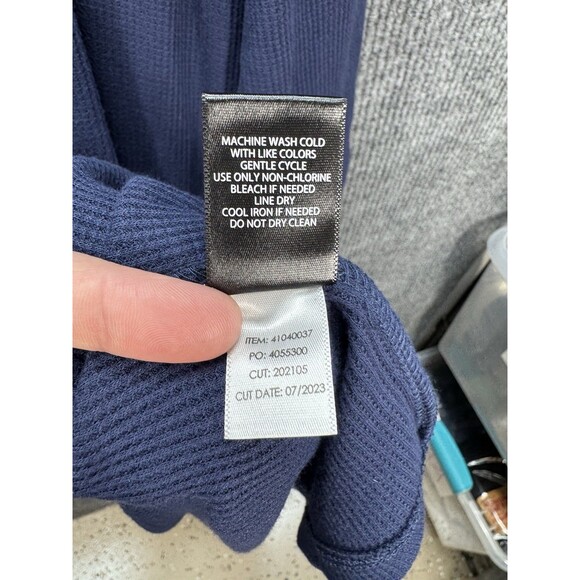 MACHINE WASH COLD
WITH LIKE COLORS
GENTLE CYCLE
USE ONLY NON-CHLORINE
BLEACH IF NEEDED
LINE DRY
COOL IRON IF NEEDED
DO NOT DRY CLEAN
ITEM: 41040037
PO: 4055300
CUT: 202105
CUT DATE: 07/2023